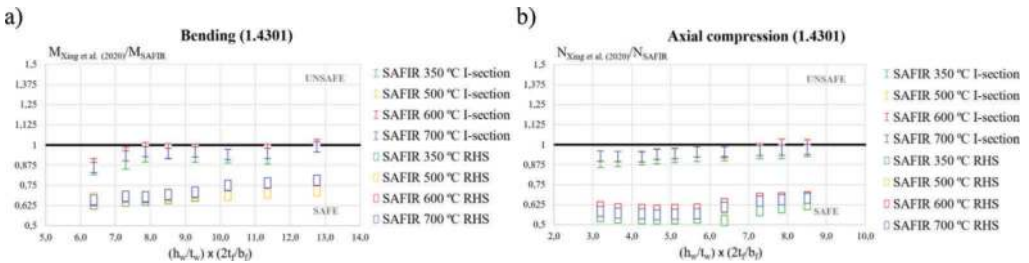 a)
Bending (1.4301)
M_Xing et al. (2020)/M_SAFIR
1,5
1,375
1,25
1,125
1
0,875
0,75
0,625
0,5
UNSAFE
SAFE
5,0 6,0 7,0 8,0 9,0 10,0 11,0 12,0 13,0 14,0
(h_w/t_w) x (2t_f/b_f)
SAFIR 350 ºC I-section
SAFIR 500 ºC I-section
SAFIR 600 ºC I-section
SAFIR 700 ºC I-section
SAFIR 350 ºC RHS
SAFIR 500 ºC RHS
SAFIR 600 ºC RHS
SAFIR 700 ºC RHS
b)
Axial compression (1.4301)
N_Xing et al. (2020)/N_SAFIR
1,5
1,375
1,25
1,125
1
0,875
0,75
0,625
0,5
UNSAFE
SAFE
2,0 3,0 4,0 5,0 6,0 7,0 8,0 9,0 10,0
(h_w/t_w) x (2t_f/b_f)
SAFIR 350 ºC I-section
SAFIR 500 ºC I-section
SAFIR 600 ºC I-section
SAFIR 700 ºC I-section
SAFIR 350 ºC RHS
SAFIR 500 ºC RHS
SAFIR 600 ºC RHS
SAFIR 700 ºC RHS